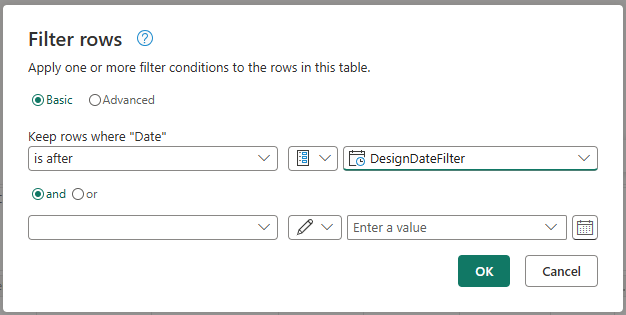 Filter rows ?
Apply one or more filter conditions to the rows in this table.
Basic Advanced
Keep rows where "Date"
is after DesignDateFilter
and or
Enter a value
OK Cancel